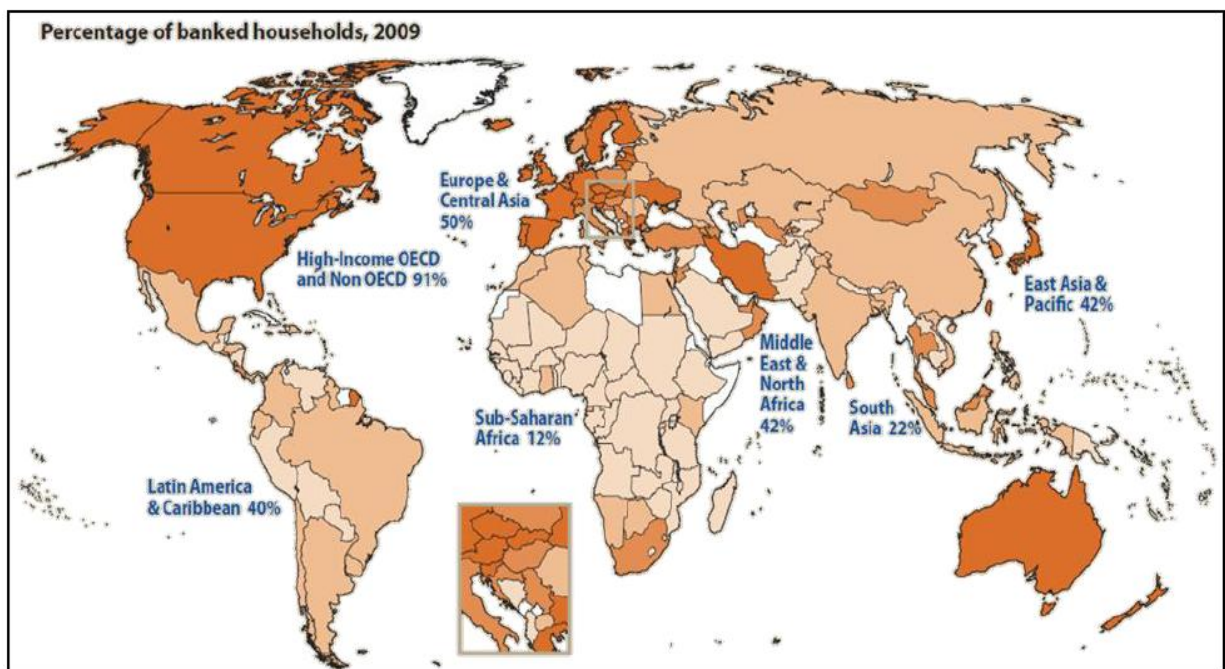 Percentage of banked households, 2009
Europe &
Central Asia
50%
High-Income OECD
and Non OECD 91%
East Asia &
Pacific 42%
Middle
East &
North
Africa
42%
Sub-Saharan
Africa 12%
South
Asia 22%
Latin America
& Caribbean 40%